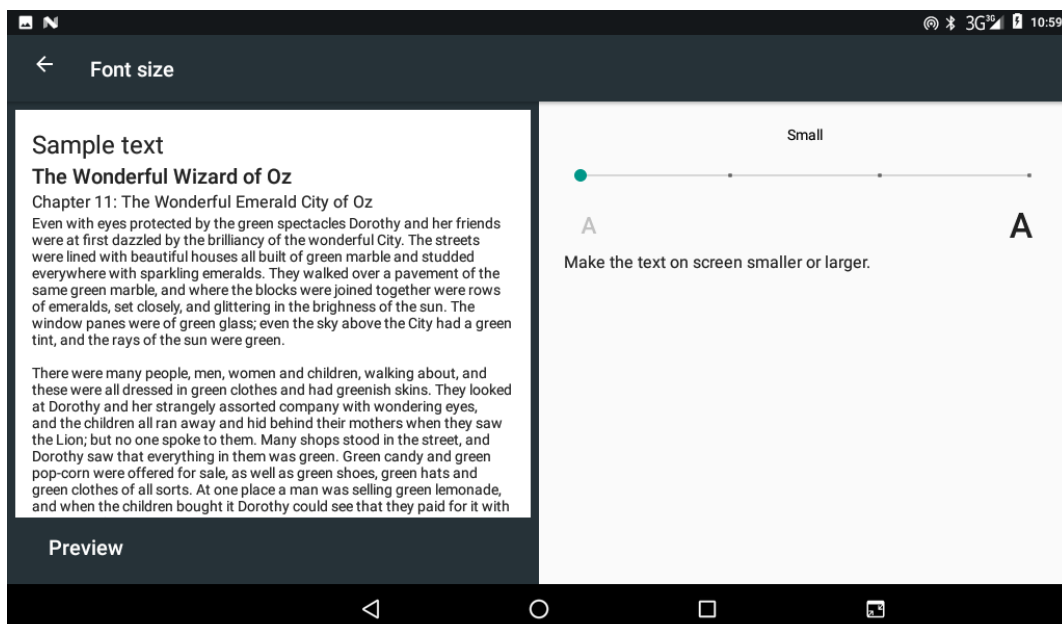 3G 3G 10:59
Font size
Sample text
The Wonderful Wizard of Oz
Chapter 11: The Wonderful Emerald City of Oz
Even with eyes protected by the green spectacles Dorothy and her friends
were at first dazzled by the brilliancy of the wonderful City. The streets
were lined with beautiful houses all built of green marble and studded
everywhere with sparkling emeralds. They walked over a pavement of the
same green marble, and where the blocks were joined together were rows
of emeralds, set closely, and glittering in the brighness of the sun. The
window panes were of green glass; even the sky above the City had a green
tint, and the rays of the sun were green.
There were many people, men, women and children, walking about, and
these were all dressed in green clothes and had greenish skins. They looked
at Dorothy and her strangely assorted company with wondering eyes,
and the children all ran away and hid behind their mothers when they saw
the Lion; but no one spoke to them. Many shops stood in the street, and
Dorothy saw that everything in them was green. Green candy and green
pop-corn were offered for sale, as well as green shoes, green hats and
green clothes of all sorts. At one place a man was selling green lemonade,
and when the children bought it Dorothy could see that they paid for it with
Preview
Small
A A
Make the text on screen smaller or larger.